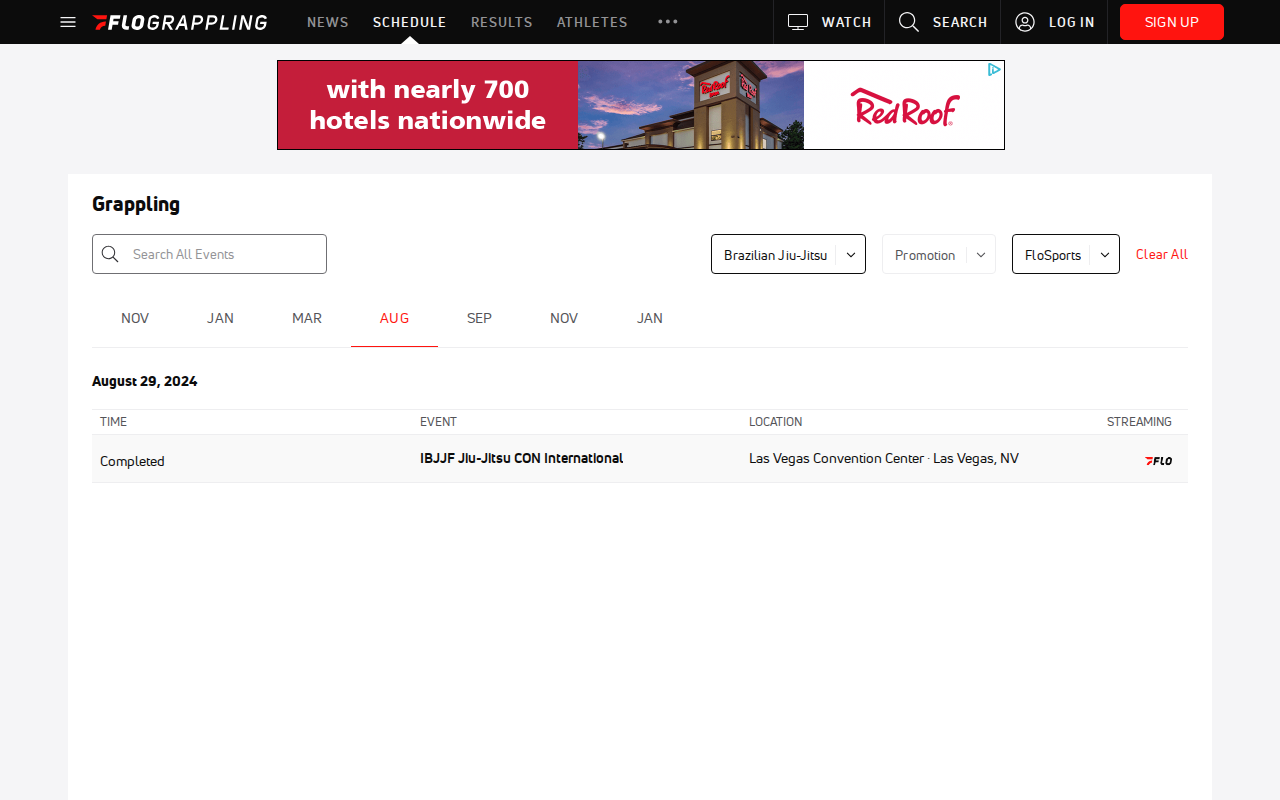 FLOGRAPPLING NEWS SCHEDULE RESULTS ATHLETES WATCH SEARCH LOG IN SIGN UP
with nearly 700
hotels nationwide
Red Roof
Grappling
Search All Events Brazilian Jiu-Jitsu Promotion FloSports Clear All
NOV JAN MAR AUG SEP NOV JAN
August 29, 2024
TIME EVENT LOCATION STREAMING
Completed IBJJF Jiu-Jitsu CON International Las Vegas Convention Center · Las Vegas, NV FLO